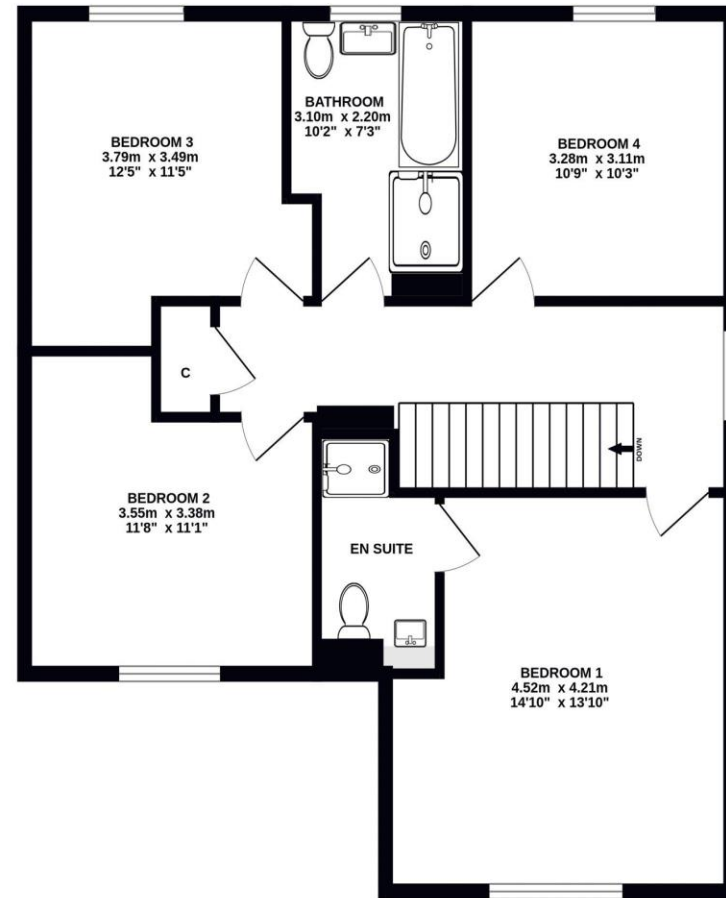 BATHROOM
3.10m x 2.20m
10'2" x 7'3"
BEDROOM 3
3.79m x 3.49m
12'5" x 11'5"
BEDROOM 4
3.28m x 3.11m
10'9" x 10'3"
C
DOWN
BEDROOM 2
3.55m x 3.38m
11'8" x 11'1"
EN SUITE
BEDROOM 1
4.52m x 4.21m
14'10" x 13'10"